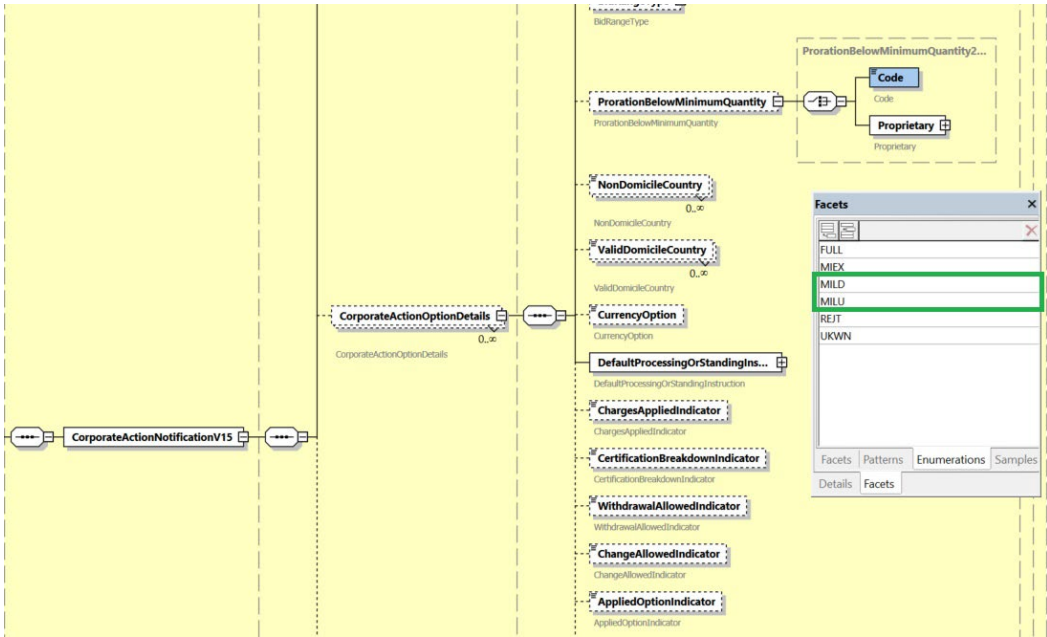 BidRangeType
ProrationBelowMinimumQuantity2...
Code
Code
ProrationBelowMinimumQuantity
ProrationBelowMinimumQuantity
Proprietary
Proprietary
NonDomicileCountry
0..∞
NonDomicileCountry
ValidDomicileCountry
0..∞
ValidDomicileCountry
CorporateActionOptionDetails
0..∞
CorporateActionOptionDetails
CurrencyOption
CurrencyOption
DefaultProcessingOrStandingIns...
DefaultProcessingOrStandingInstruction
ChargesAppliedIndicator
ChargesAppliedIndicator
CorporateActionNotificationV15
CertificationBreakdownIndicator
CertificationBreakdownIndicator
WithdrawalAllowedIndicator
WithdrawalAllowedIndicator
ChangeAllowedIndicator
ChangeAllowedIndicator
AppliedOptionIndicator
AppliedOptionIndicator
Facets
FULL
MIEX
MILD
MILU
REJT
UKWN
Facets Patterns Enumerations Samples
Details Facets